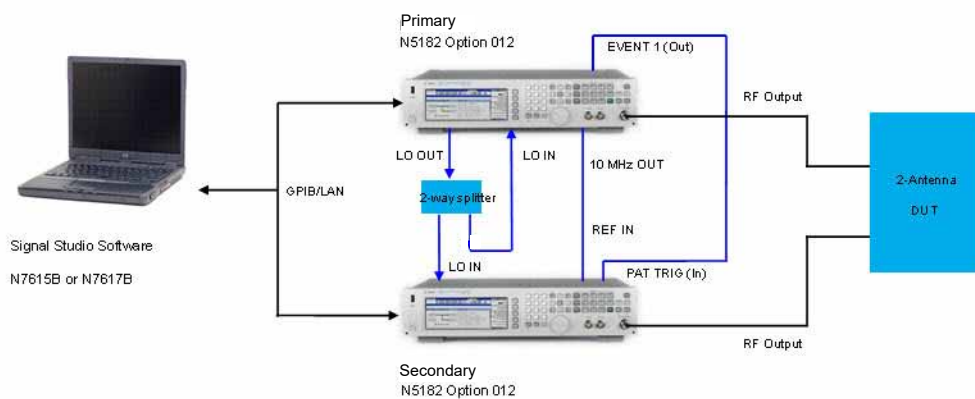 Primary
N5182 Option 012
EVENT 1 (Out)
RF Output
LO OUT
LO IN
10 MHz OUT
GPIB/LAN
2-way splitter
2-Antenna
DUT
Signal Studio Software
N7615B or N7617B
REF IN
LO IN
PAT TRIG (In)
RF Output
Secondary
N5182 Option 012